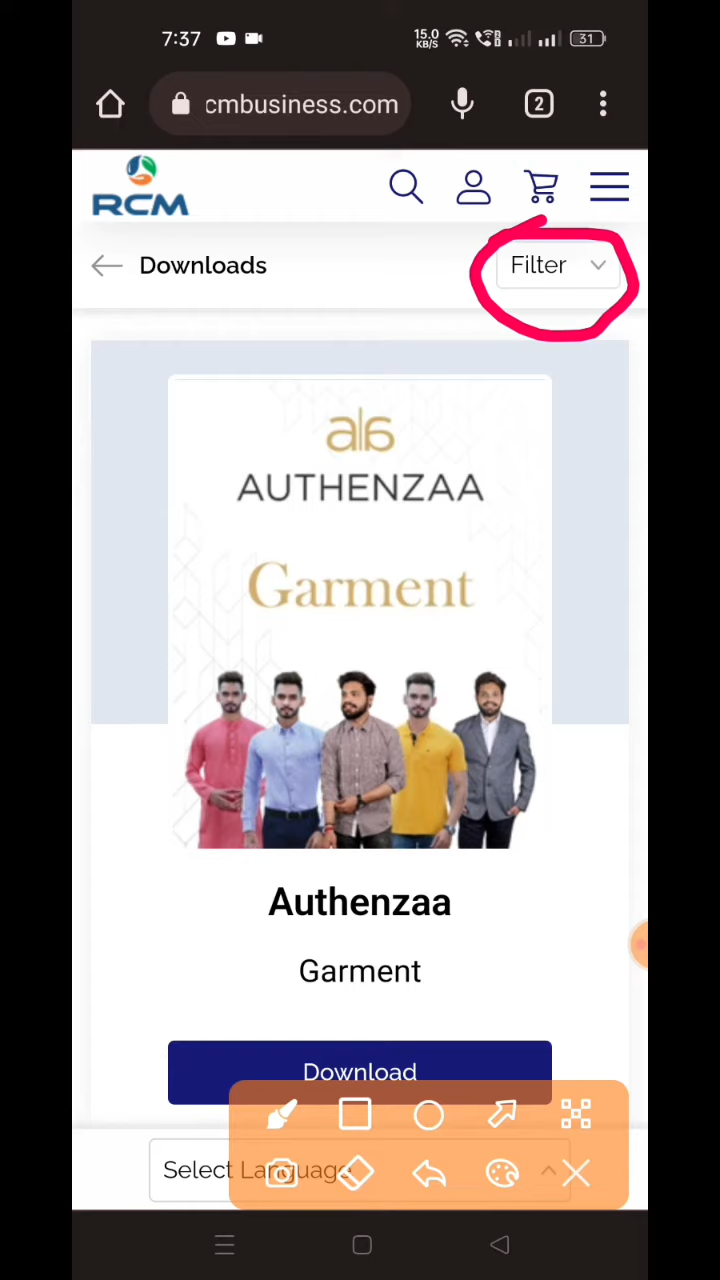 7:37
15.0
KB/S
31
cmbusiness.com
2
RCM
Downloads
Filter
AUTHENZAA
Garment
Authenzaa
Garment
Download
Select Language